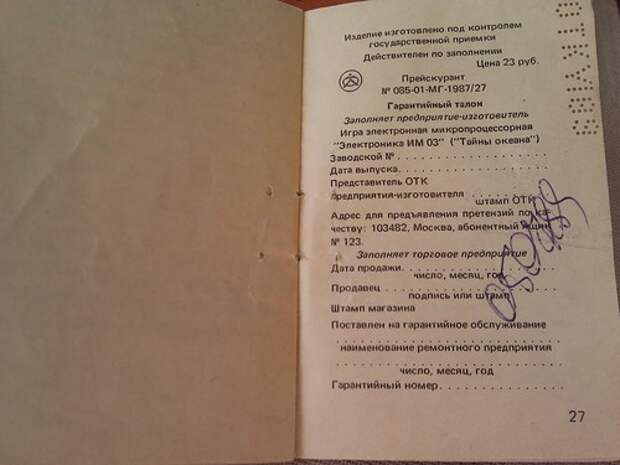 Изделие изготовлено под контролем
государственной приемки
Действителен по заполнении
Цена 23 руб.
Прейскурант
№ 085-01-МГ-1987/27
Гарантийный талон
Заполняет предприятие-изготовитель
Игра электронная микропроцессорная
"Электроника ИМ 03" ("Тайны океана")
Заводской №
Дата выпуска.
Представитель ОТК
предприятия-изготовителя
штамп ОТК
Адрес для предъявления претензий по ка-
честву: 103482, Москва, абонентный ящик
№ 123.
Заполняет торговое предприятие
Дата продажи.
число, месяц, год
Продавец
подпись или штамп
Штамп магазина
Поставлен на гарантийное обслуживание
наименование ремонтного предприятия
число, месяц, год
Гарантийный номер.
27